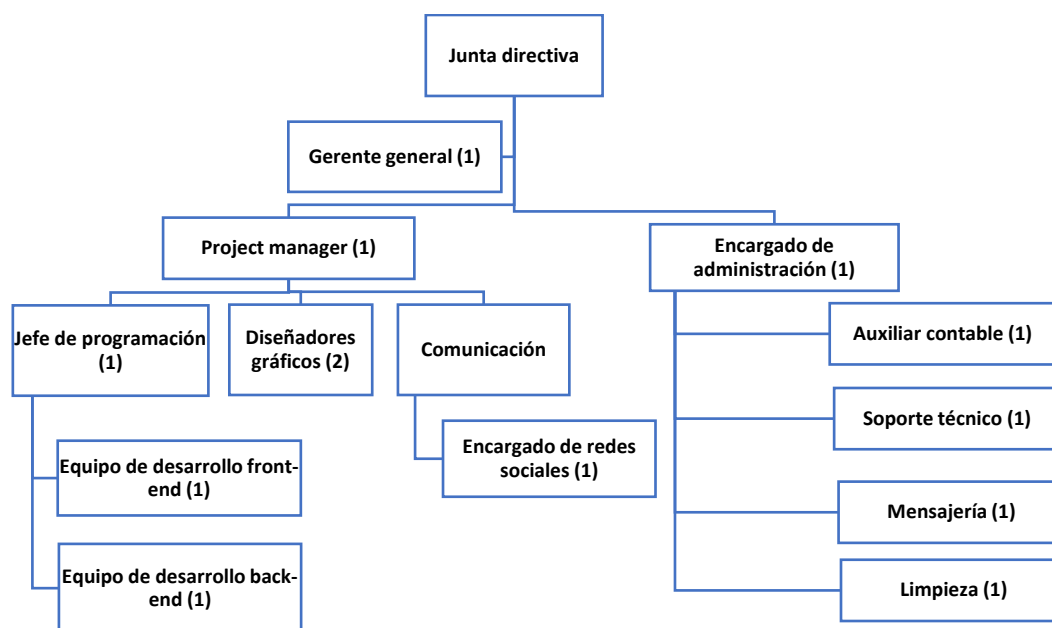 Junta directiva
Gerente general (1)
Project manager (1)
Encargado de
administración (1)
Jefe de programación
(1)
Diseñadores
gráficos (2)
Comunicación
Auxiliar contable (1)
Soporte técnico (1)
Equipo de desarrollo front-
end (1)
Encargado de redes
sociales (1)
Mensajería (1)
Equipo de desarrollo back-
end (1)
Limpieza (1)